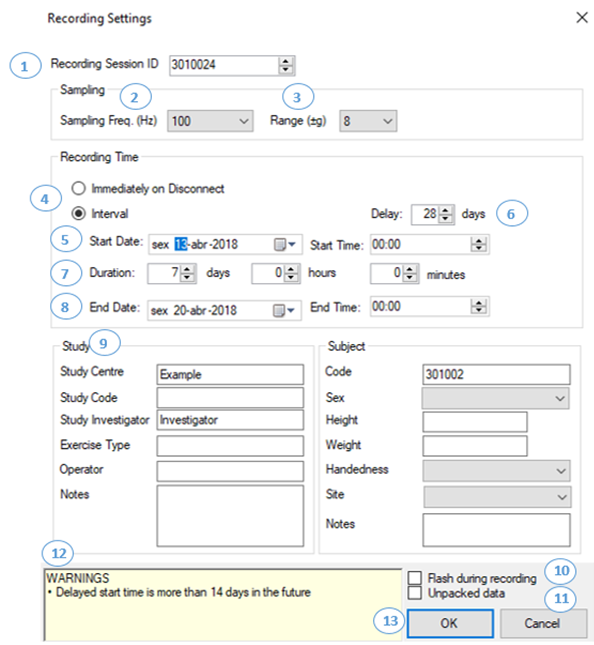 Recording Settings
1 Recording Session ID 3010024
Sampling
2 3
Sampling Freq. (Hz) 100 Range (±g) 8
Recording Time
Immediately on Disconnect
4
Interval Delay: 28 days 6
5 Start Date: sex 13-abr-2018 Start Time: 00:00
7 Duration: 7 days 0 hours 0 minutes
8 End Date: sex 20-abr-2018 End Time: 00:00
Study 9
Study Centre Example
Study Code
Study Investigator Investigator
Exercise Type
Operator
Notes
Subject
Code 301002
Sex
Height
Weight
Handedness
Site
Notes
12
WARNINGS
• Delayed start time is more than 14 days in the future
Flash during recording 10
Unpacked data 11
13 OK Cancel